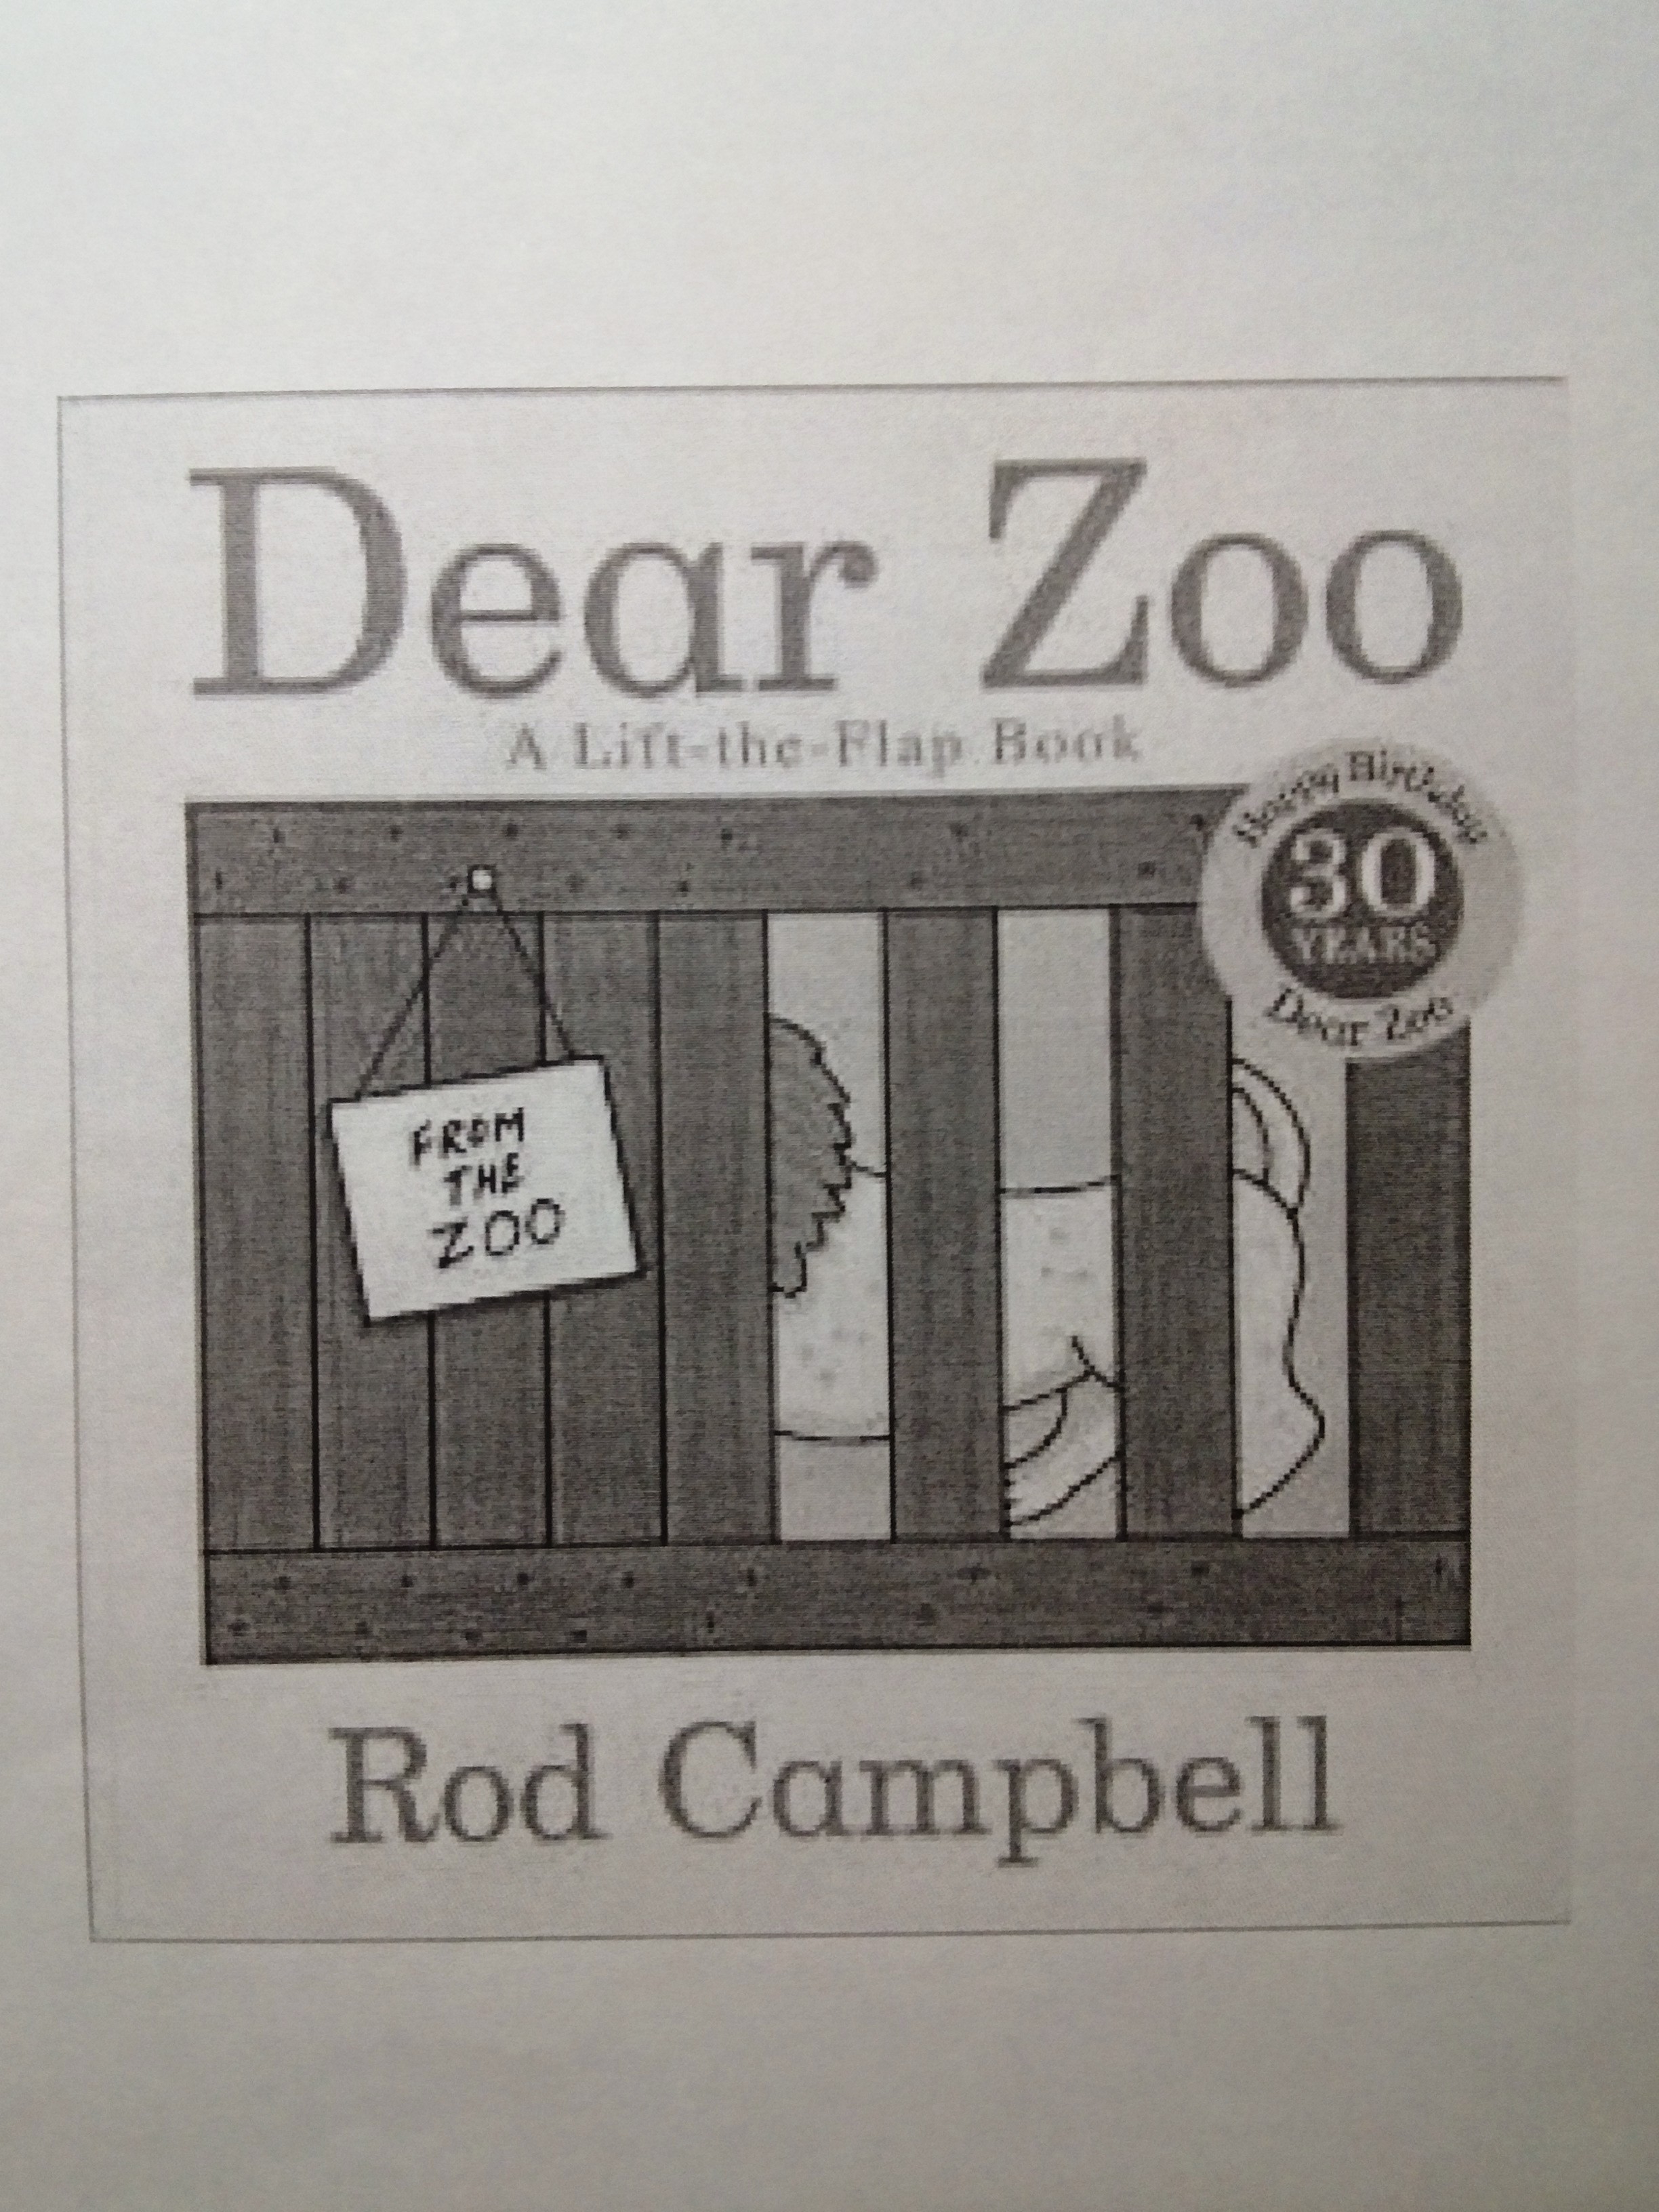 Dear Zoo
A Lift-the-Flap Book
Happy Birthday
30
YEARS
Dear Zoo
FROM
THE
ZOO
Rod Campbell